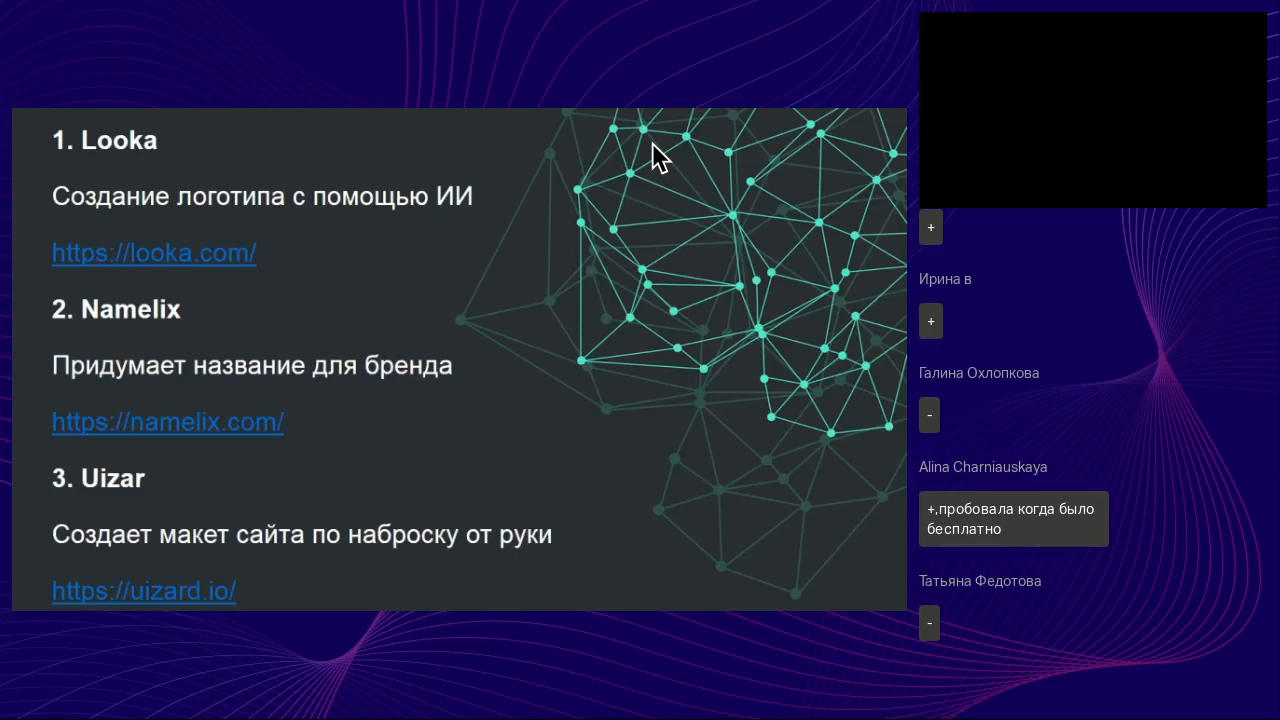 1. Looka
Создание логотипа с помощью ИИ
https://looka.com/
2. Namelix
Придумает название для бренда
https://namelix.com/
3. Uizar
Создает макет сайта по наброску от руки
https://uizard.io/
+
Ирина в
+
Галина Охлопкова
-
Alina Charniauskaya
+,пробовала когда было
бесплатно
Татьяна Федотова
-